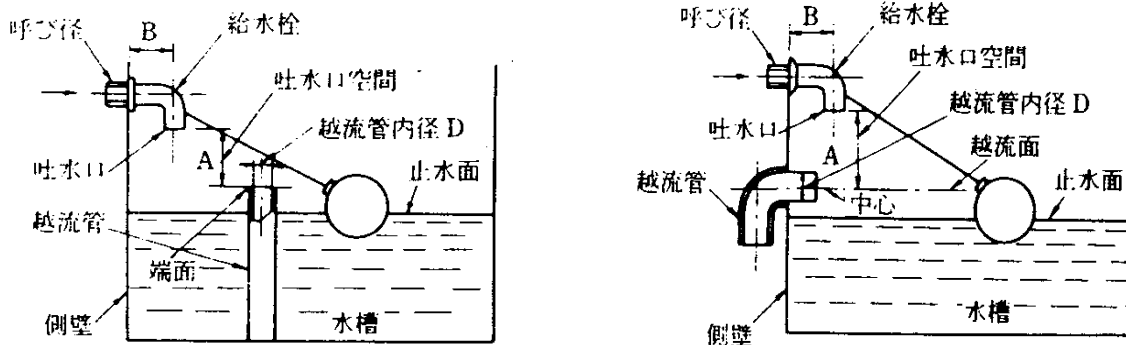 呼び径
B
給水栓
吐水口空間
越流管内径 D
A
吐水口
止水面
越流管
端面
側壁
水槽
呼び径
B
給水栓
吐水口空間
越流管内径 D
吐水口
A
越流面
止水面
越流管
中心
水槽
側壁